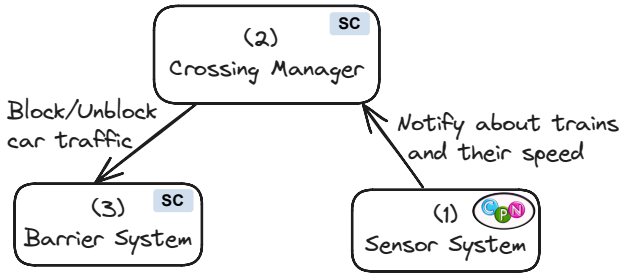 (2)
SC
Crossing Manager
Block/Unblock
car traffic
Notify about trains
and their speed
(3)
SC
Barrier System
(1)
CPN
Sensor System